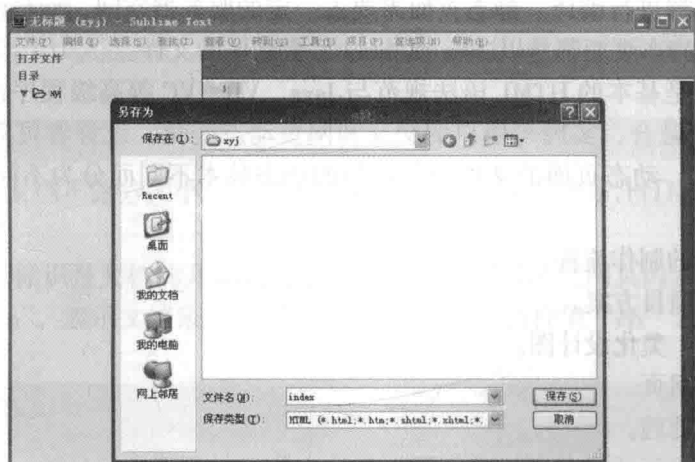 无标题 (xyj) - Sublime Text
文件(F) 编辑(E) 选择(S) 查找(I) 查看(V) 转到(G) 工具(T) 项目(P) 首选项(N) 帮助(H)
打开文件
目录
xyj
另存为
保存在(I):
xyj
Recent
桌面
我的文档
我的电脑
网上邻居
文件名(N):
index
保存(S)
保存类型(T):
HTML (*.html;*.htm;*.shtml;*.xhtml;*.
取消